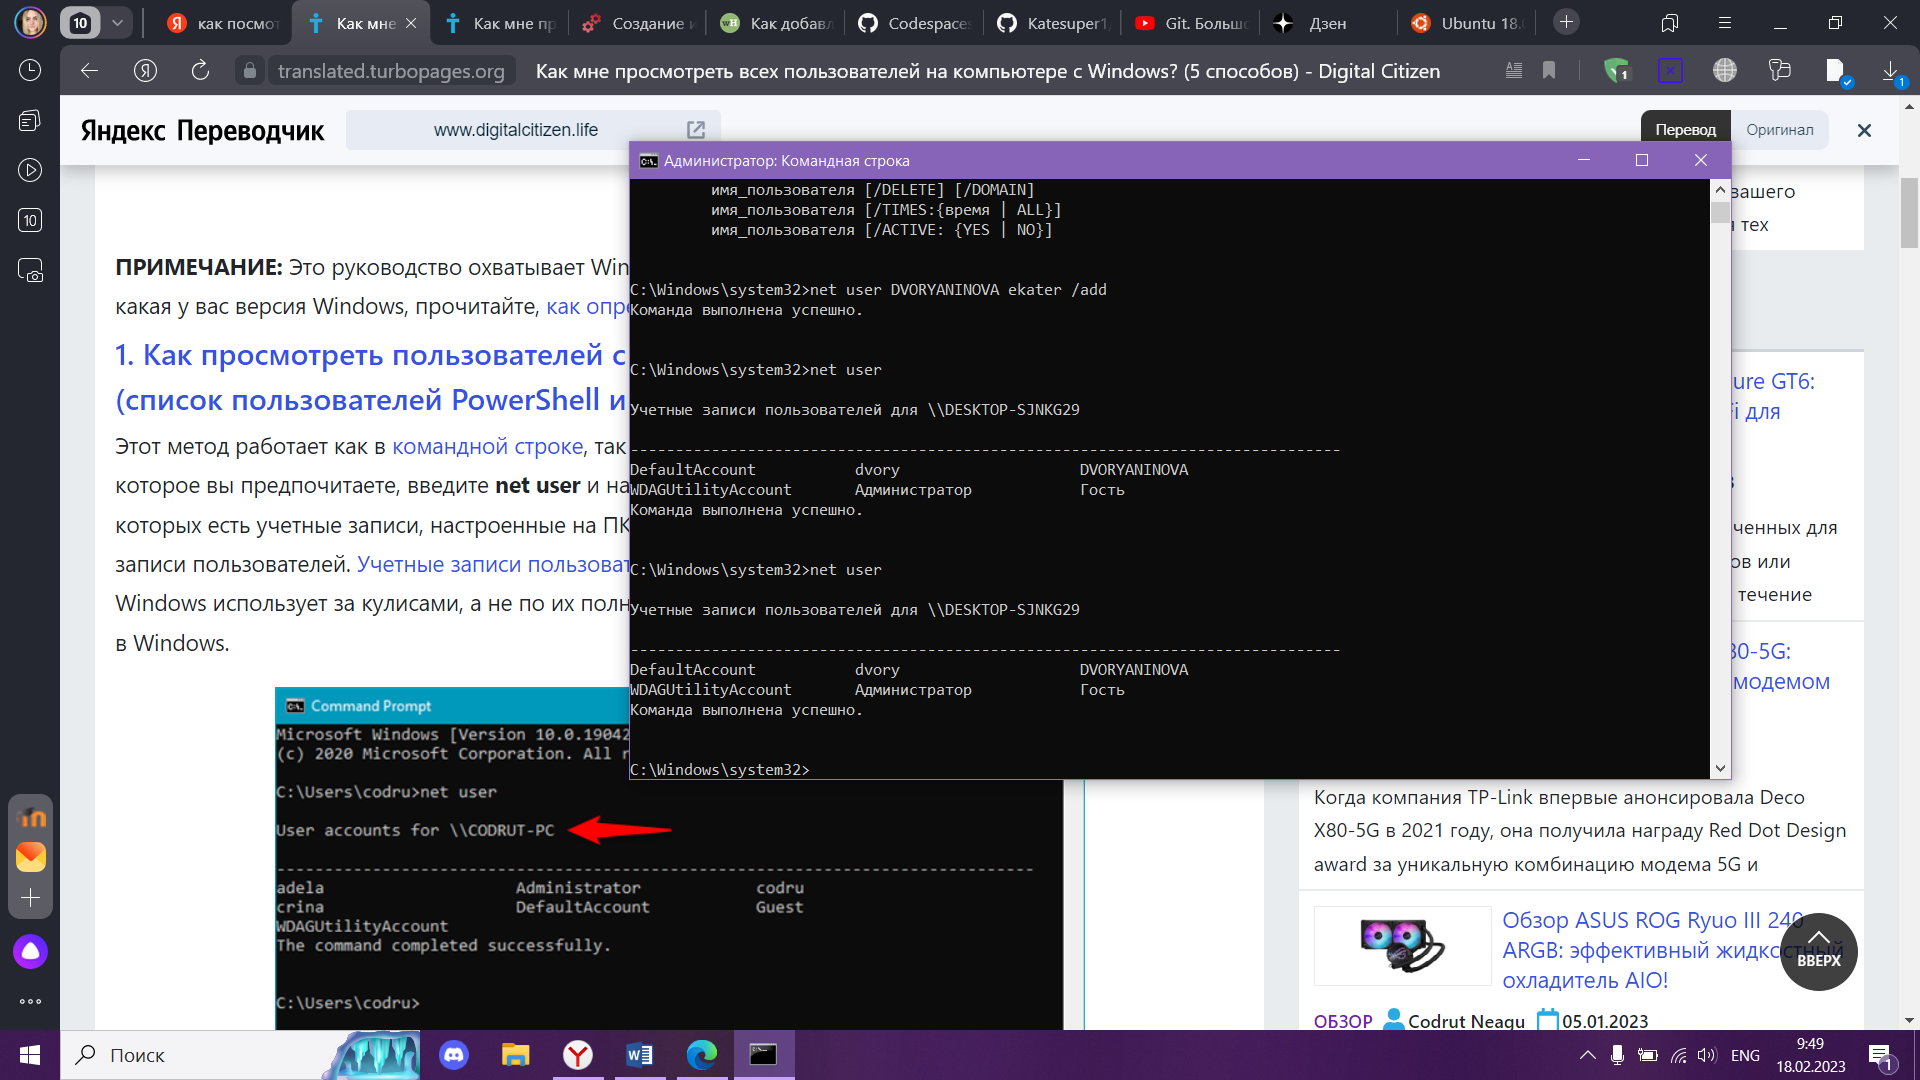 10
как посмот
Как мне
Как мне пр
Создание и
Как добавл
Codespaces
Katesuper1
Git. Большо
Дзен
Ubuntu 18.
translated.turbopages.org
Как мне просмотреть всех пользователей на компьютере с Windows? (5 способов) - Digital Citizen
1
1
10
Яндекс Переводчик
www.digitalcitizen.life
Перевод
Оригинал
ПРИМЕЧАНИЕ: Это руководство охватывает Win
какая у вас версия Windows, прочитайте, как опре
1. Как просмотреть пользователей с
(список пользователей PowerShell и
Этот метод работает как в командной строке, так
которое вы предпочитаете, введите net user и на
которых есть учетные записи, настроенные на ПК
записи пользователей. Учетные записи пользоват
Windows использует за кулисами, а не по их полн
в Windows.
Command Prompt
Microsoft Windows [Version 10.0.19042
(c) 2020 Microsoft Corporation. All r
C:\Users\codru>net user
User accounts for \\CODRUT-PC
-------------------------------------------------------------------------------
adela Administrator codru
crina DefaultAccount Guest
WDAGUtilityAccount
The command completed successfully.
C:\Users\codru>
Администратор: Командная строка
имя_пользователя [/DELETE] [/DOMAIN]
имя_пользователя [/TIMES:{время | ALL}]
имя_пользователя [/ACTIVE: {YES | NO}]
C:\Windows\system32>net user DVORYANINOVA ekater /add
Команда выполнена успешно.
C:\Windows\system32>net user
Учетные записи пользователей для \\DESKTOP-SJNKG29
-------------------------------------------------------------------------------
DefaultAccount dvory DVORYANINOVA
WDAGUtilityAccount Администратор Гость
Команда выполнена успешно.
C:\Windows\system32>net user
Учетные записи пользователей для \\DESKTOP-SJNKG29
-------------------------------------------------------------------------------
DefaultAccount dvory DVORYANINOVA
WDAGUtilityAccount Администратор Гость
Команда выполнена успешно.
C:\Windows\system32>
вашего
тех
ure GT6:
для
ченных для
ов или
течение
80-5G:
модемом
Когда компания TP-Link впервые анонсировала Deco
X80-5G в 2021 году, она получила награду Red Dot Design
award за уникальную комбинацию модема 5G и
Обзор ASUS ROG Ryuo III 240
ARGB: эффективный жидкостный
охладитель AIO!
ВВЕРХ
ОБЗОР Codrut Neagu 05.01.2023
Поиск
ENG
9:49
18.02.2023
1